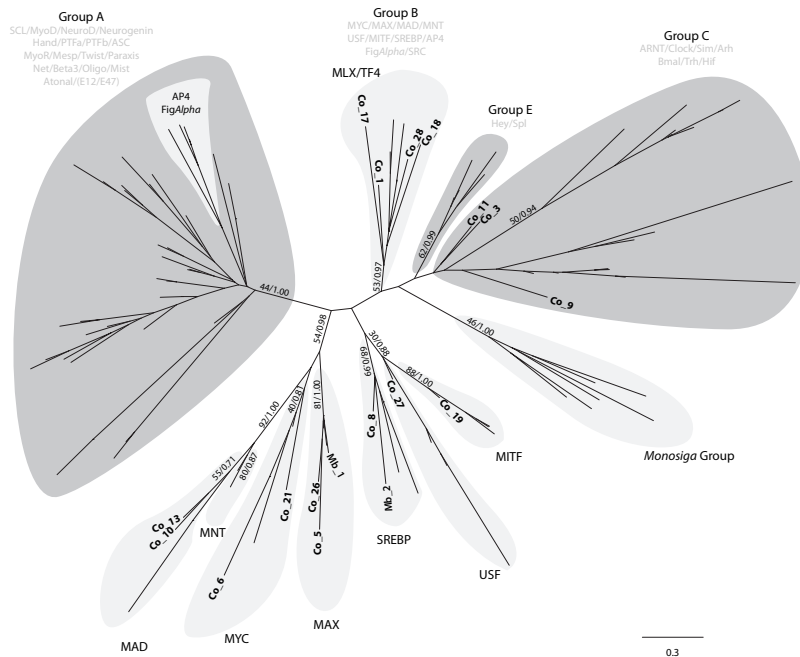 Group A
SCL/MyoD/NeuroD/Neurogenin
Hand/PTFa/PTFb/ASC
MyoR/Mesp/Twist/Paraxis
Net/Beta3/Oligo/Mist
Atonal/(E12/E47)
AP4
FigAlpha
Group B
MYC/MAX/MAD/MNT
USF/MITF/SREBP/AP4
FigAlpha/SRC
MLX/TF4
Co_17
Co_1
Co_28
Co_18
53/0.97
Group E
Hey/Spl
62/0.99
Group C
ARNT/Clock/Sim/Arh
Bmal/Trh/Hif
Co_11
Co_3
50/0.94
Co_9
44/1.00
54/0.98
46/1.00
Monosiga Group
30/0.88
68/0.99
88/1.00
Co_27
Co_8
Co_19
MITF
Mb_2
SREBP
USF
92/1.00
40/0.81
81/1.00
55/0.71
80/0.87
Mb_1
Co_26
Co_5
Co_21
Co_13
Co_10
MNT
Co_6
MAD
MYC
MAX
0.3